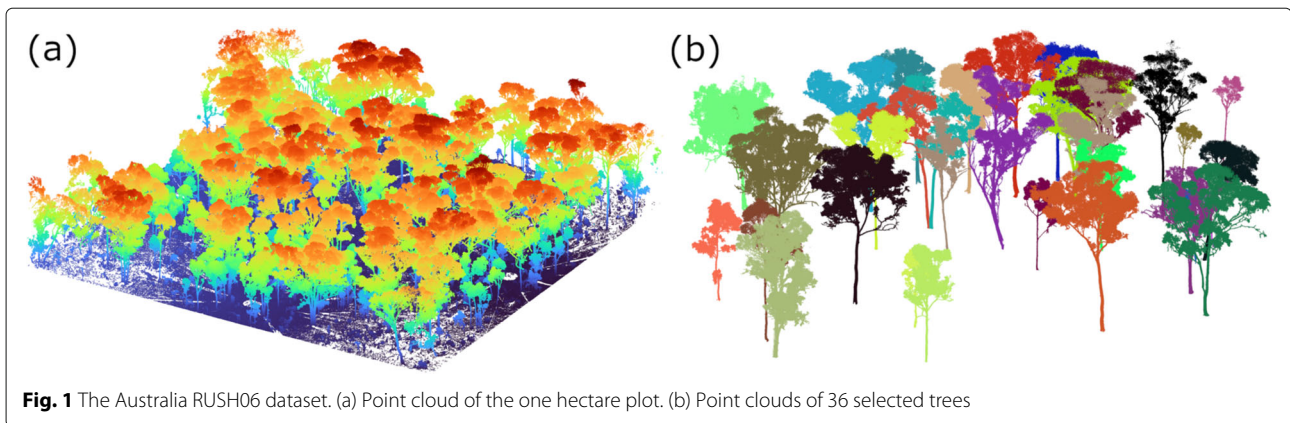 (a)
(b)
Fig. 1 The Australia RUSH06 dataset. (a) Point cloud of the one hectare plot. (b) Point clouds of 36 selected trees